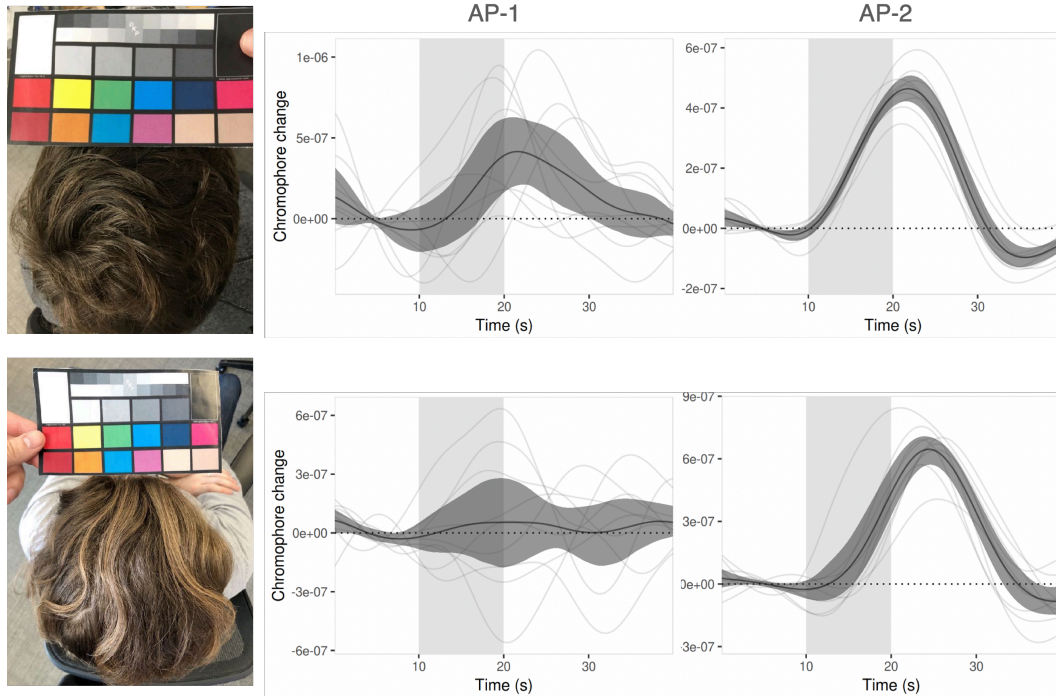 AP-1
AP-2
Chromophore change
1e-06
5e-07
0e+00
10
20
30
Time (s)
6e-07
4e-07
2e-07
0e+00
-2e-07
10
20
30
Time (s)
Chromophore change
6e-07
3e-07
0e+00
-3e-07
-6e-07
10
20
30
Time (s)
9e-07
6e-07
3e-07
0e+00
-3e-07
10
20
30
Time (s)